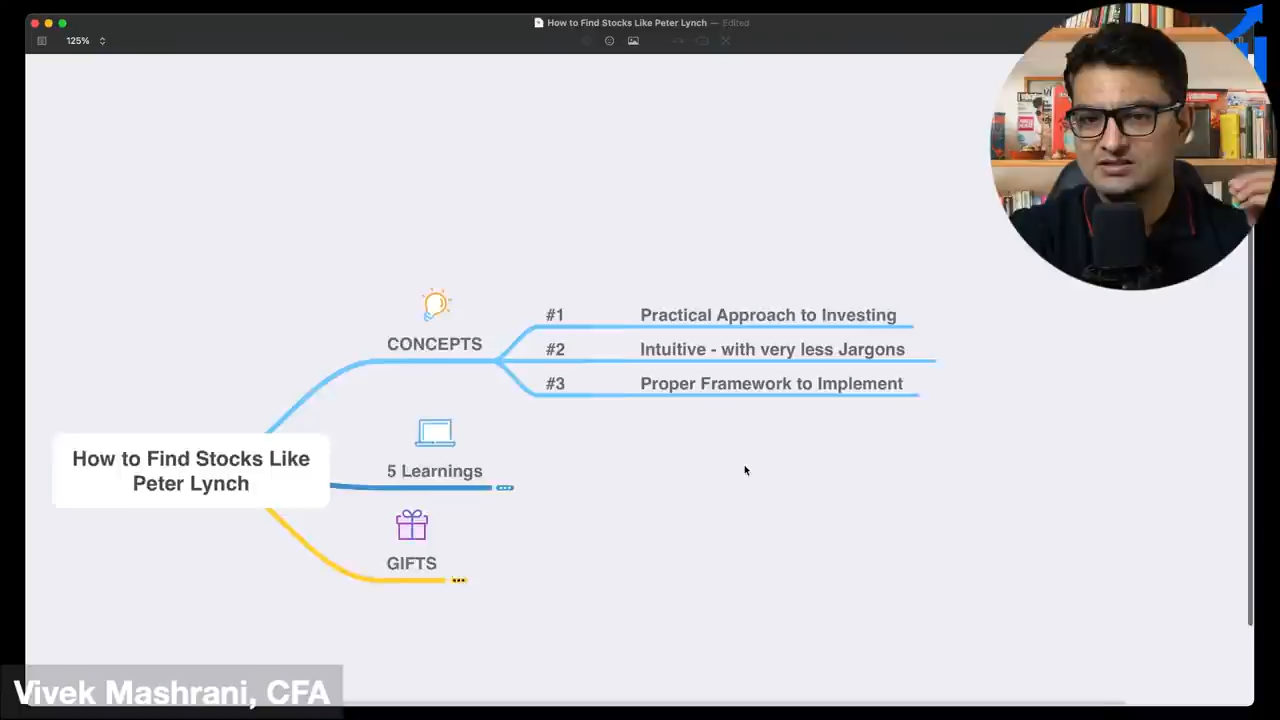 How to Find Stocks Like Peter Lynch — Edited
125%
CONCEPTS
#1 Practical Approach to Investing
#2 Intuitive - with very less Jargons
#3 Proper Framework to Implement
How to Find Stocks Like
Peter Lynch
5 Learnings
GIFTS
Vivek Mashrani, CFA